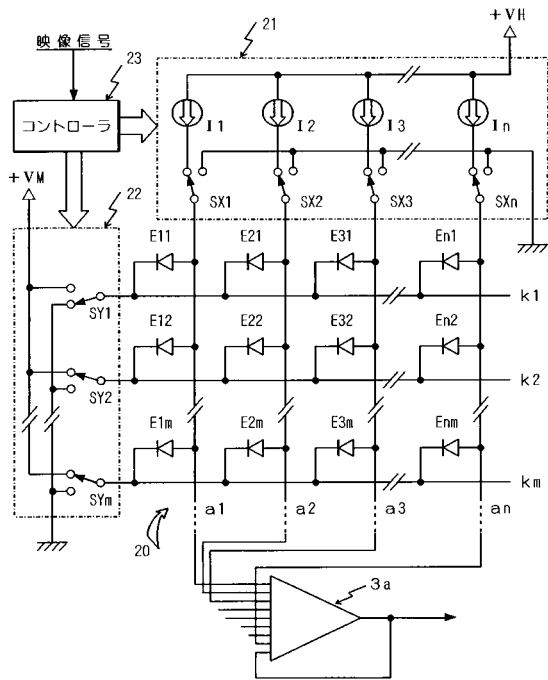 +VH
21
映像信号
23
コントローラ
I1 I2 I3 In
+VM
22
SX1 SX2 SX3 SXn
E11 E21 E31 En1
SY1
k1
E12 E22 E32 En2
SY2
k2
E1m E2m E3m Enm
SYm
km
a1 a2 a3 an
20
3a